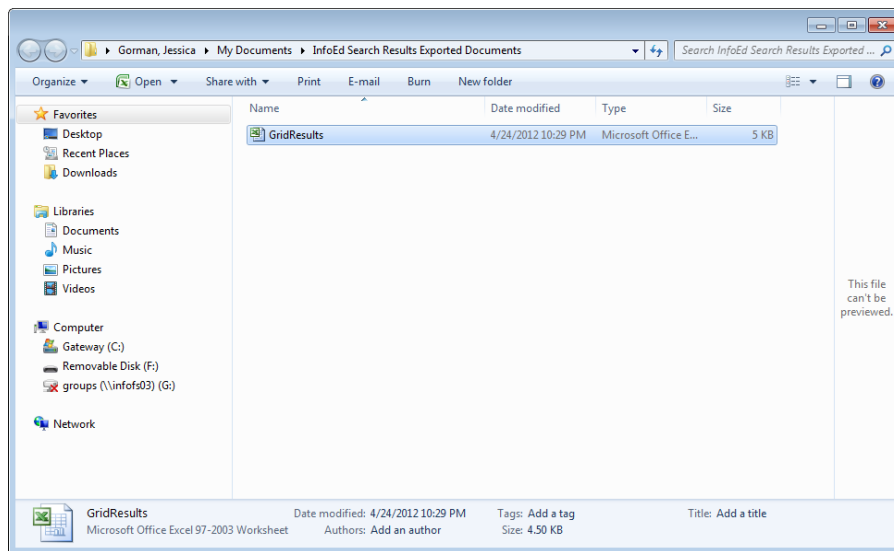 Gorman, Jessica ▸ My Documents ▸ InfoEd Search Results Exported Documents
Search InfoEd Search Results Exported ...
Organize Open Share with Print E-mail Burn New folder
Name Date modified Type Size
GridResults 4/24/2012 10:29 PM Microsoft Office E... 5 KB
Favorites
Desktop
Recent Places
Downloads
Libraries
Documents
Music
Pictures
Videos
Computer
Gateway (C:)
Removable Disk (F:)
groups (\\infofs03) (G:)
Network
This file
can't be
previewed.
GridResults Date modified: 4/24/2012 10:29 PM Tags: Add a tag Title: Add a title
Microsoft Office Excel 97-2003 Worksheet Authors: Add an author Size: 4.50 KB